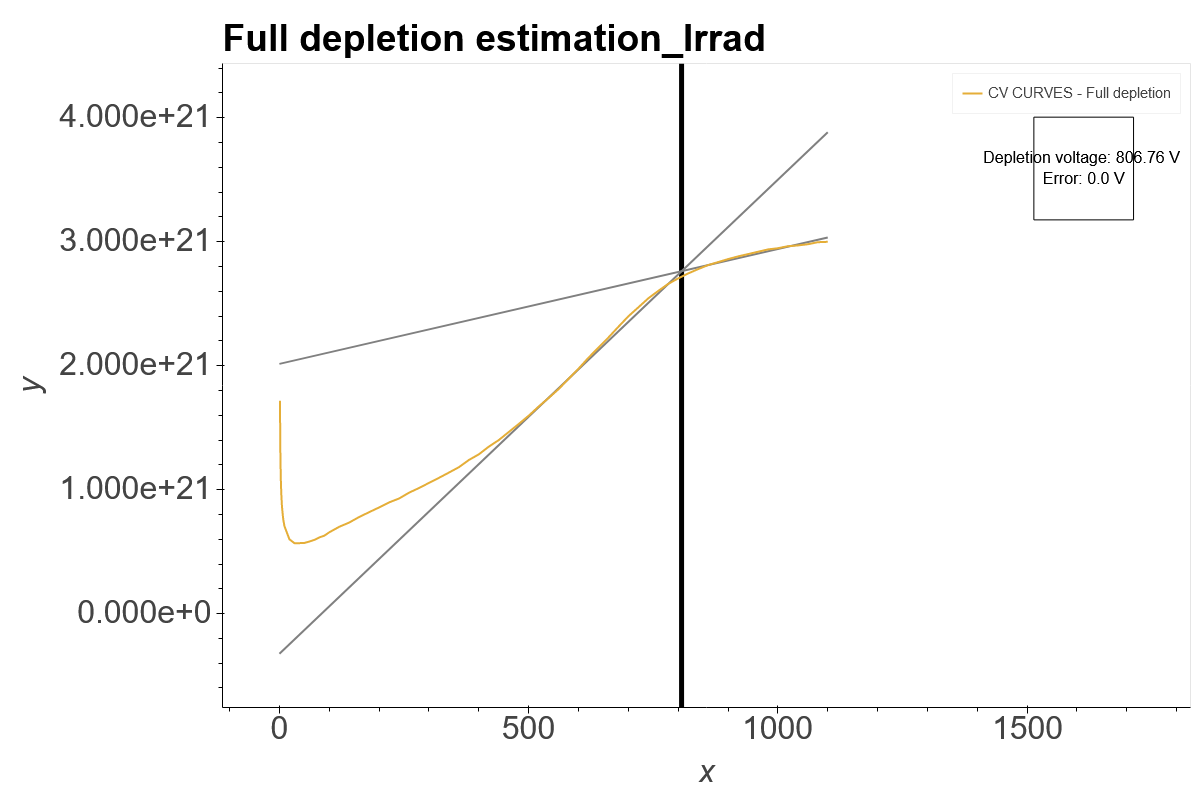 Full depletion estimation_Irrad
CV CURVES - Full depletion
Depletion voltage: 806.76 V
Error: 0.0 V
4.000e+21
3.000e+21
2.000e+21
1.000e+21
0.000e+0
y
0
500
1000
1500
x